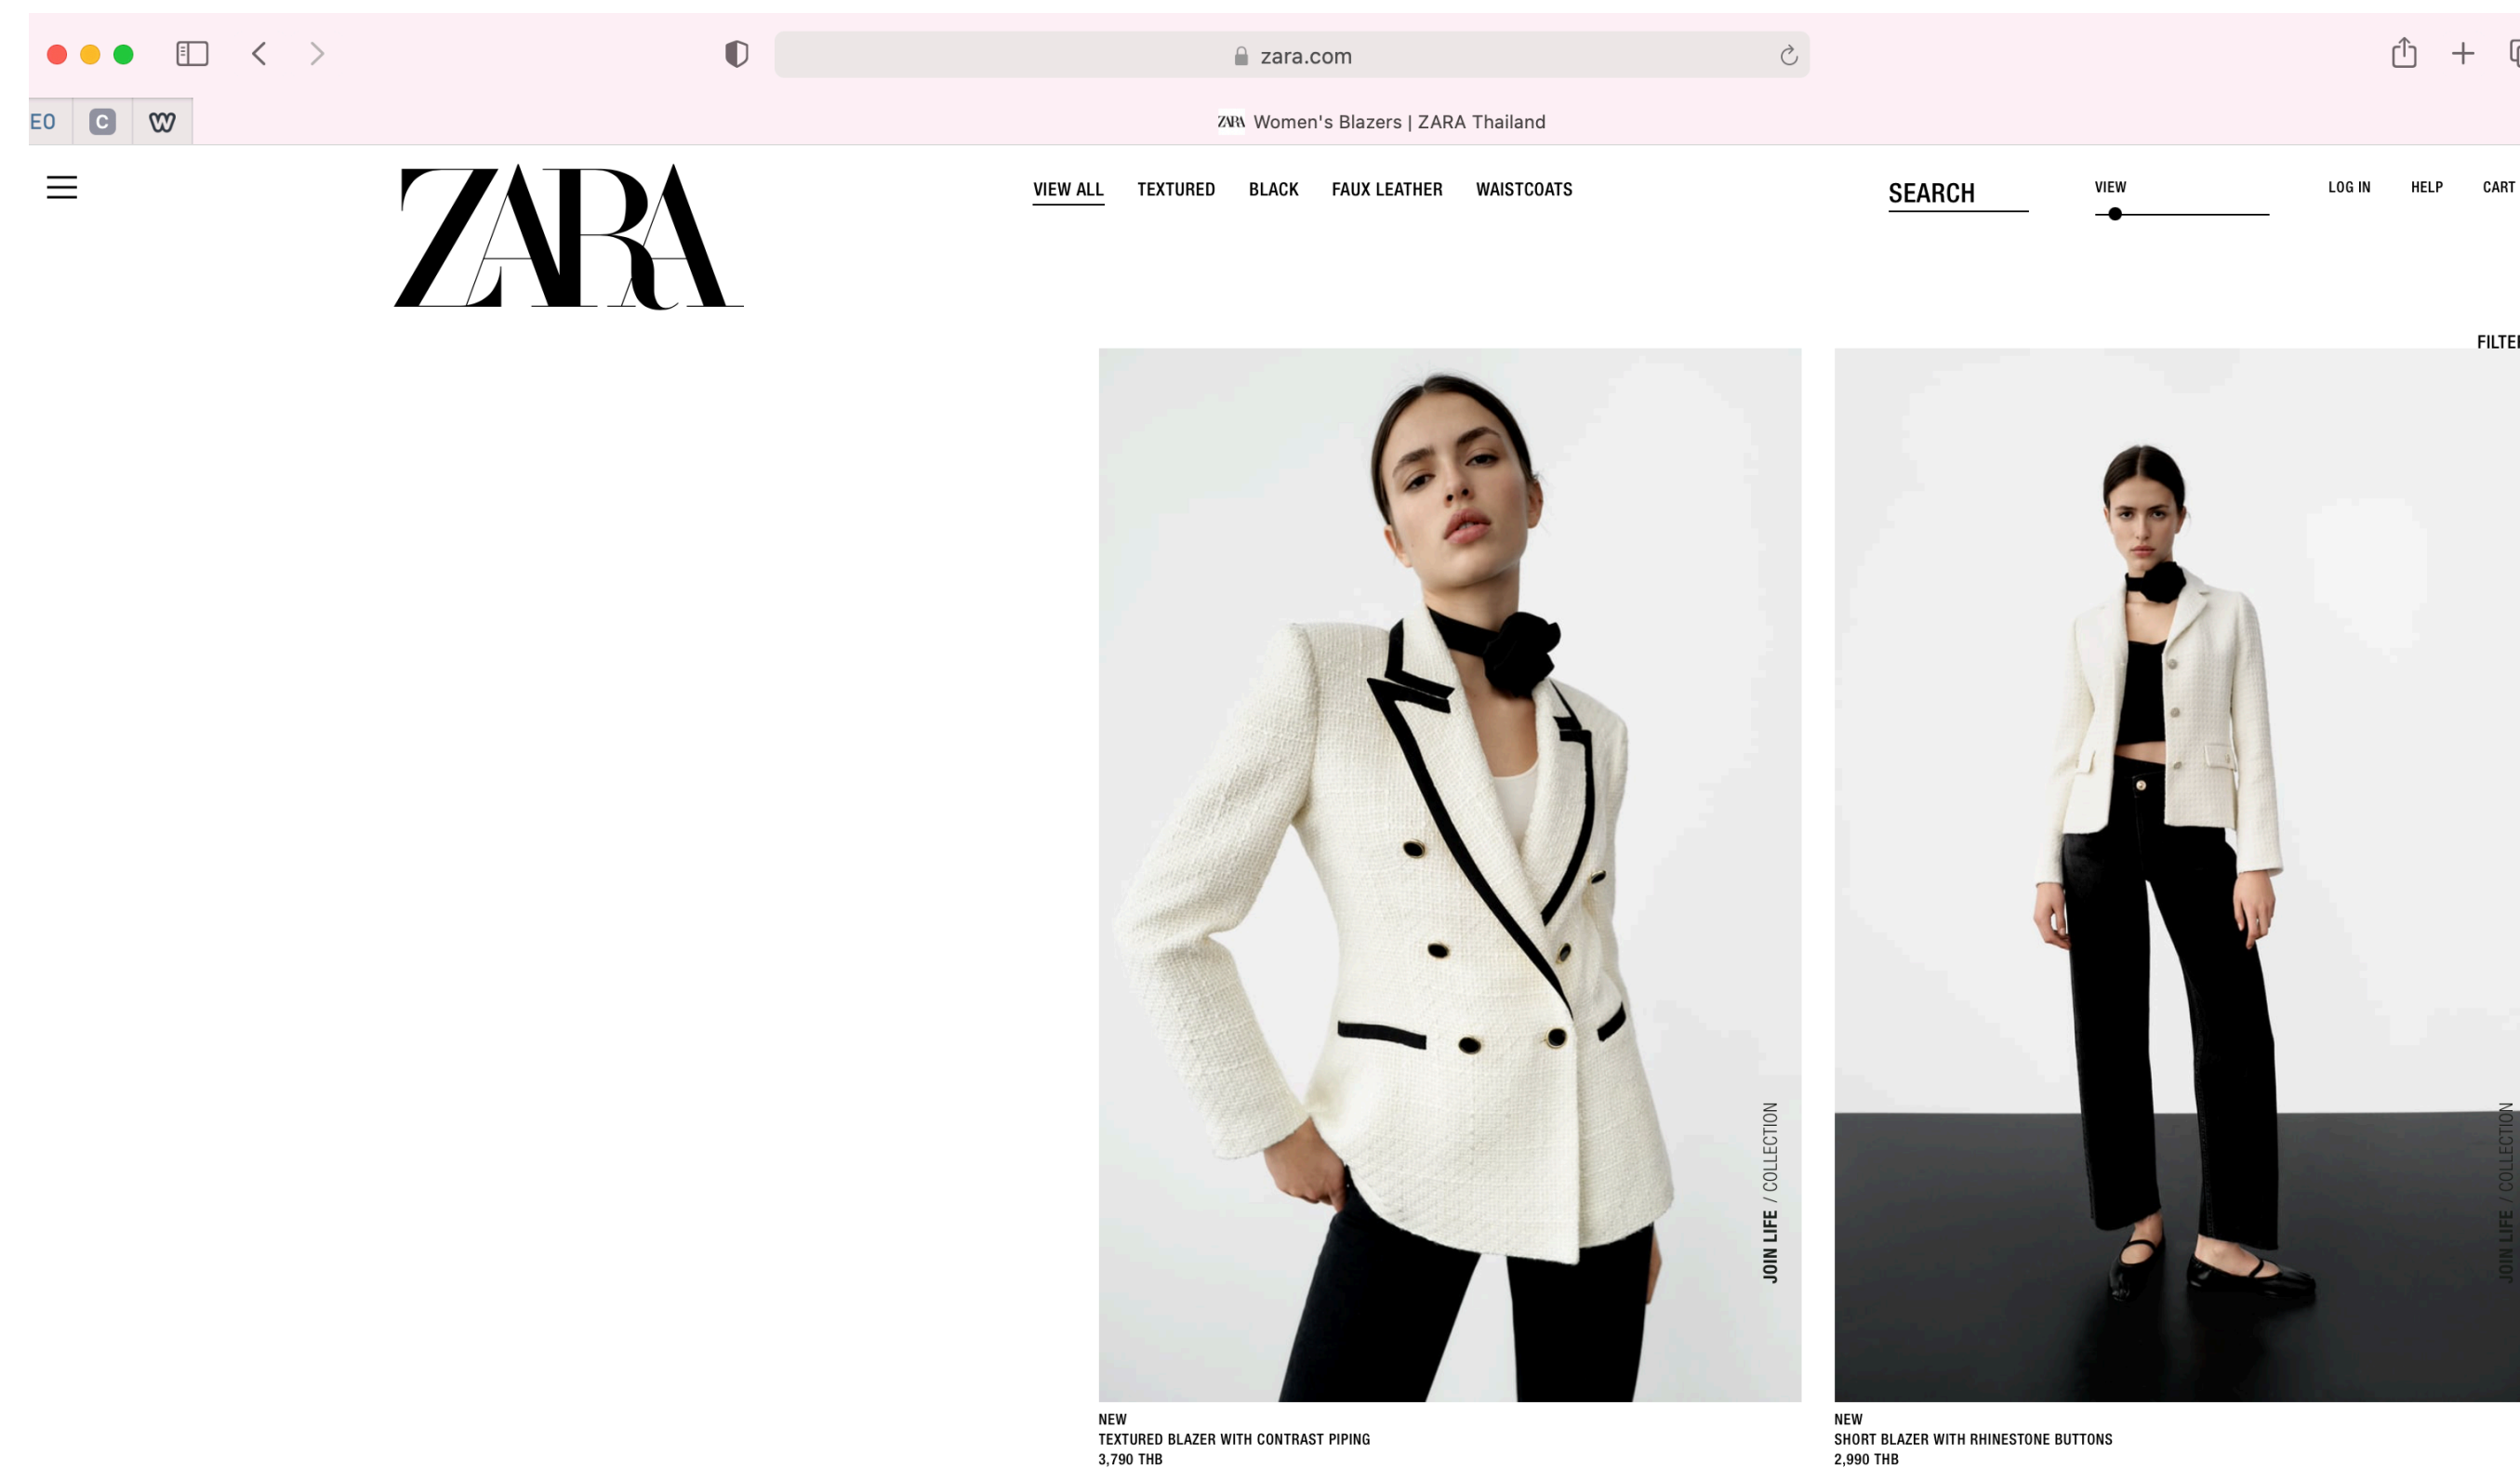 zara.com
EO
C
W
ZARA Women's Blazers | ZARA Thailand
ZARA
VIEW ALL TEXTURED BLACK FAUX LEATHER WAISTCOATS
SEARCH
VIEW
LOG IN HELP CART
FILTER
JOIN LIFE / COLLECTION
JOIN LIFE / COLLECTION
NEW
TEXTURED BLAZER WITH CONTRAST PIPING
3,790 THB
NEW
SHORT BLAZER WITH RHINESTONE BUTTONS
2,990 THB